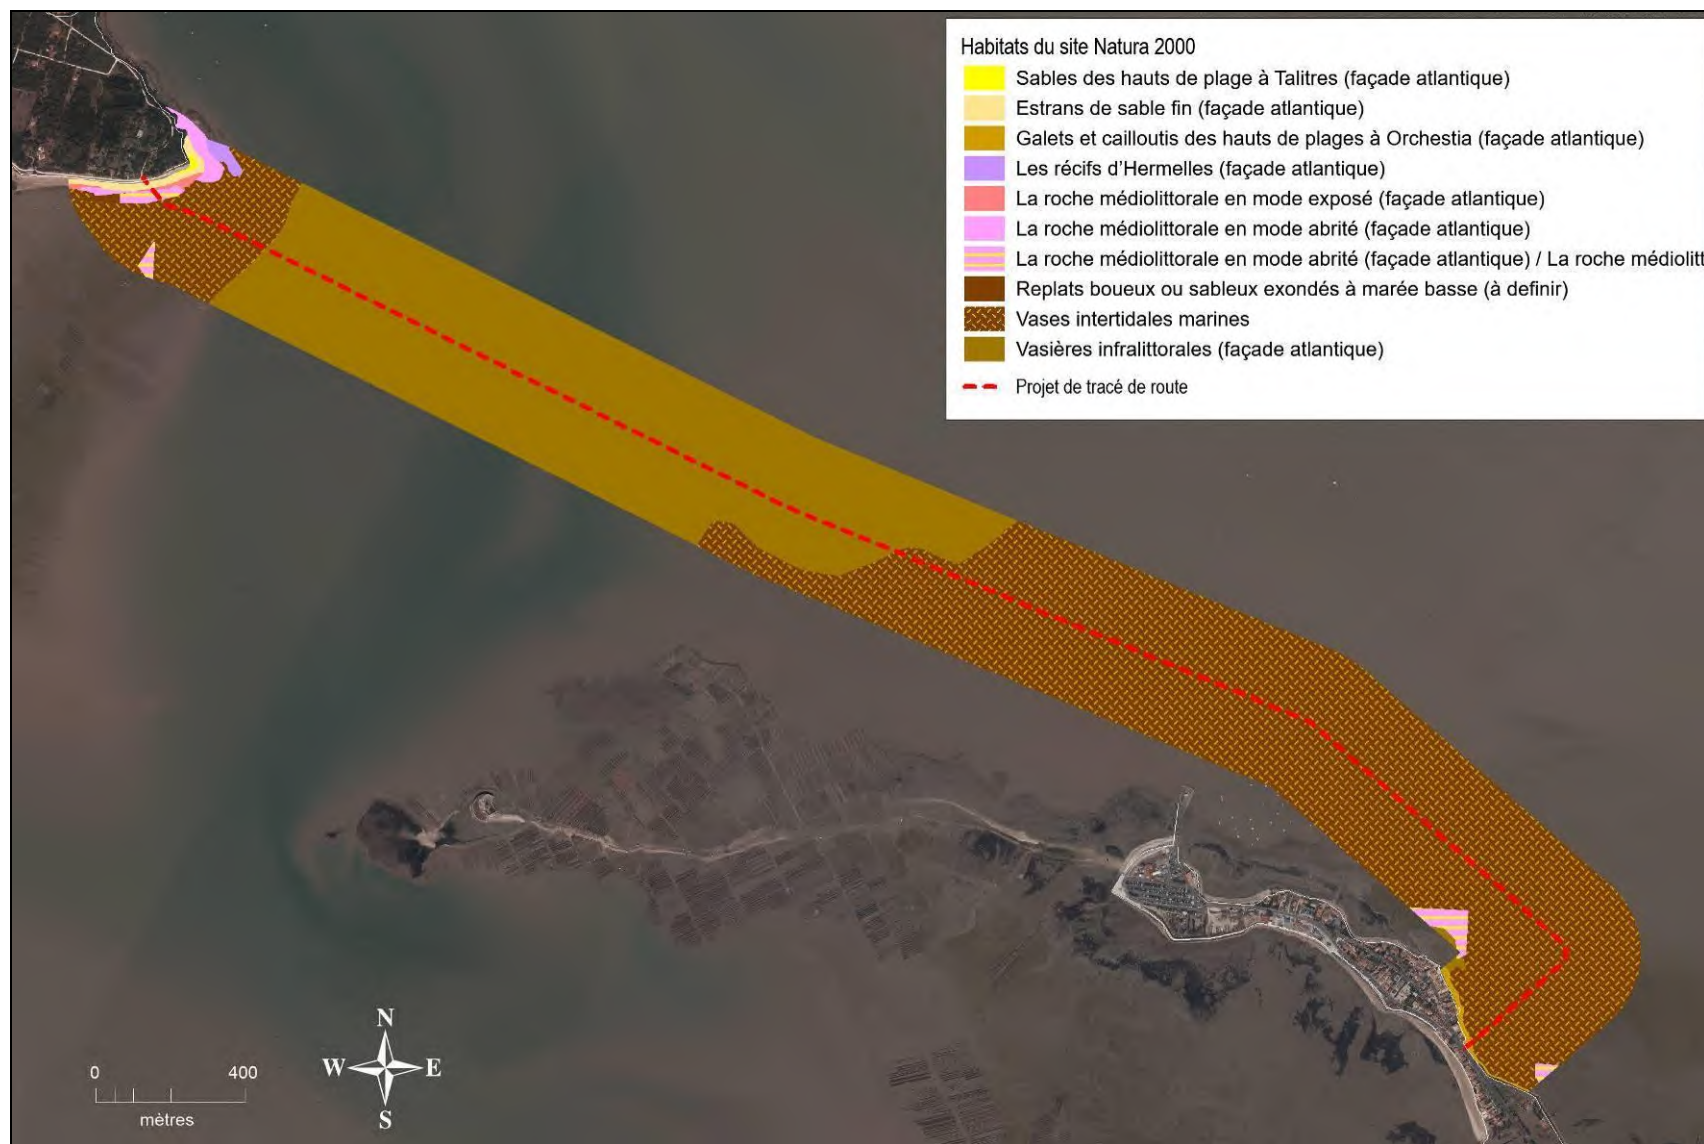 Habitats du site Natura 2000
Sables des hauts de plage à Talitres (façade atlantique)
Estrans de sable fin (façade atlantique)
Galets et cailloutis des hauts de plages à Orchestia (façade atlantique)
Les récifs d'Hermelles (façade atlantique)
La roche médiolittorale en mode exposé (façade atlantique)
La roche médiolittorale en mode abrité (façade atlantique)
La roche médiolittorale en mode abrité (façade atlantique) / La roche médiolitt
Replats boueux ou sableux exondés à marée basse (à definir)
Vases intertidales marines
Vasières infralittorales (façade atlantique)
Projet de tracé de route
N
W E
S
0 400
mètres